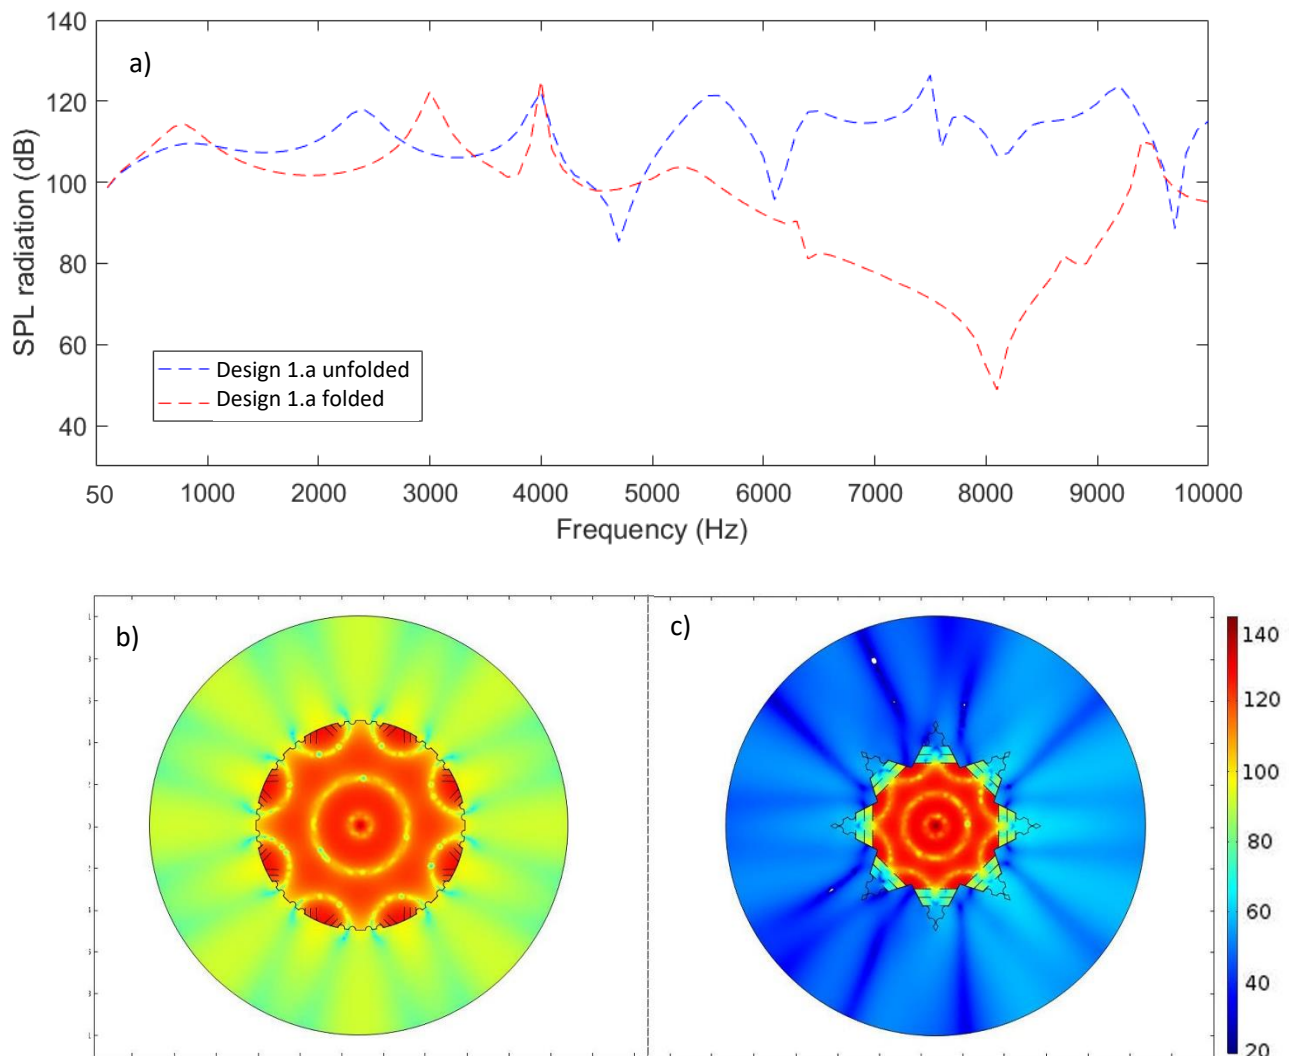 140
120
100
80
60
40
SPL radiation (dB)
a)
Design 1.a unfolded
Design 1.a folded
50 1000 2000 3000 4000 5000 6000 7000 8000 9000 10000
Frequency (Hz)
b)
c)
140
120
100
80
60
40
20